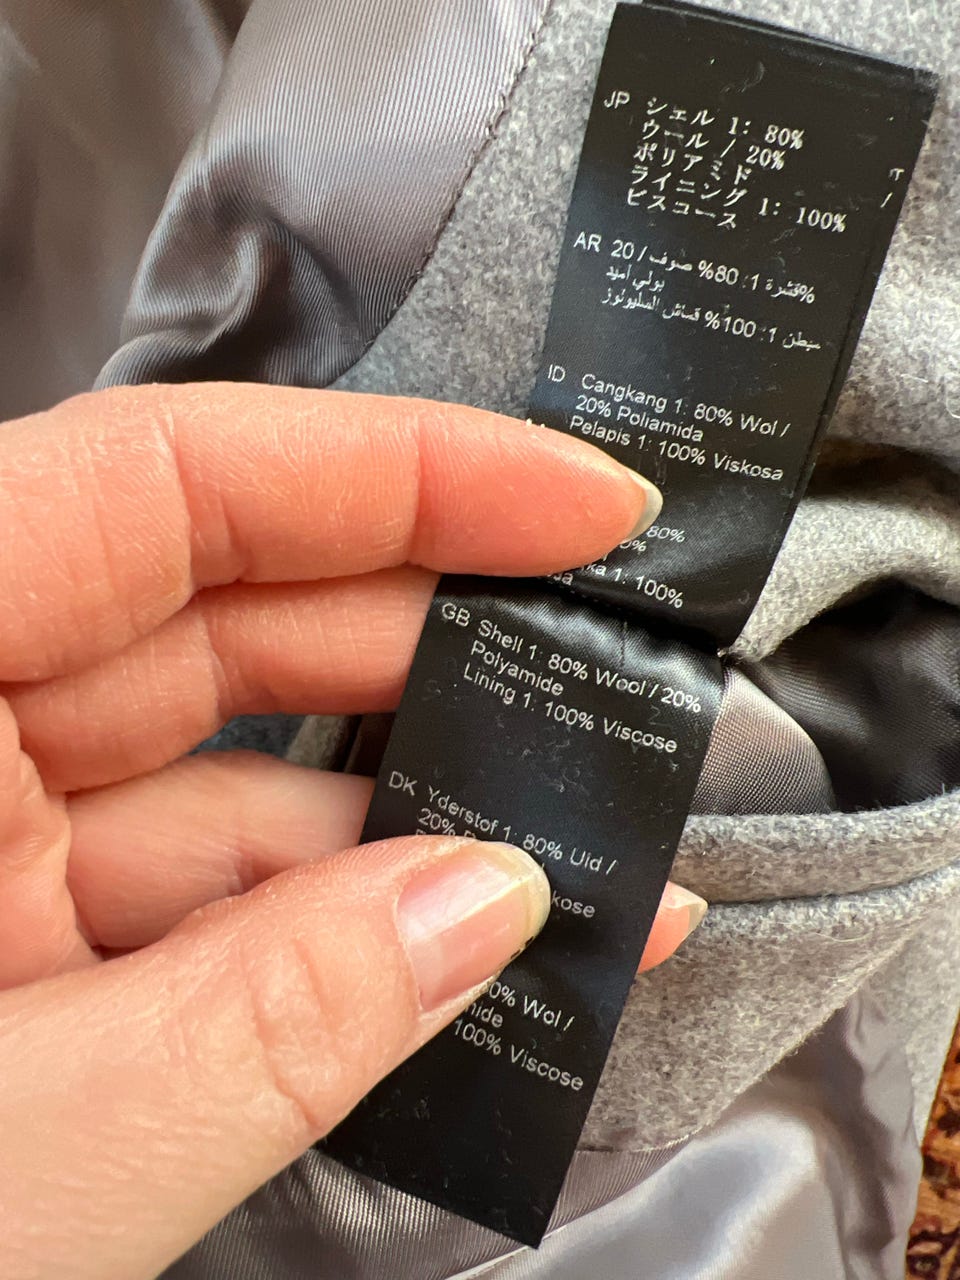 JP シェル 1: 80%
ウール / 20%
ポリアミド
ライニング 1: 100%
ビスコース
AR %قشرة 1: 80% صوف / 20
بولي أميد
بطن 1: 100% قماش السليولوز
ID Cangkang 1: 80% Wol /
20% Poliamida
Pelapis 1: 100% Viskosa
80%
0%
ka 1: 100%
GB Shell 1: 80% Wool / 20%
Polyamide
Lining 1: 100% Viscose
DK Yderstof 1: 80% Uld /
20%
kose
0% Wol /
mide
100% Viscose